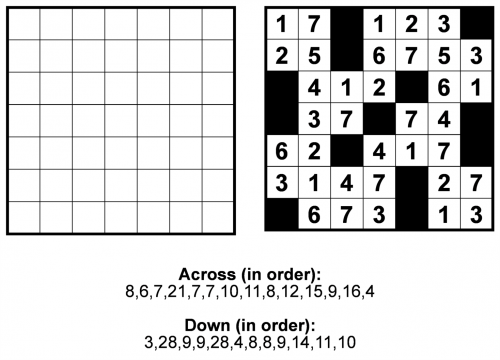 1 7 1 2 3
2 5 6 7 5 3
4 1 2 6 1
3 7 7 4
6 2 4 1 7
3 1 4 7 2 7
6 7 3 1 3
Across (in order):
8,6,7,21,7,7,10,11,8,12,15,9,16,4
Down (in order):
3,28,9,9,28,4,8,8,9,14,11,10